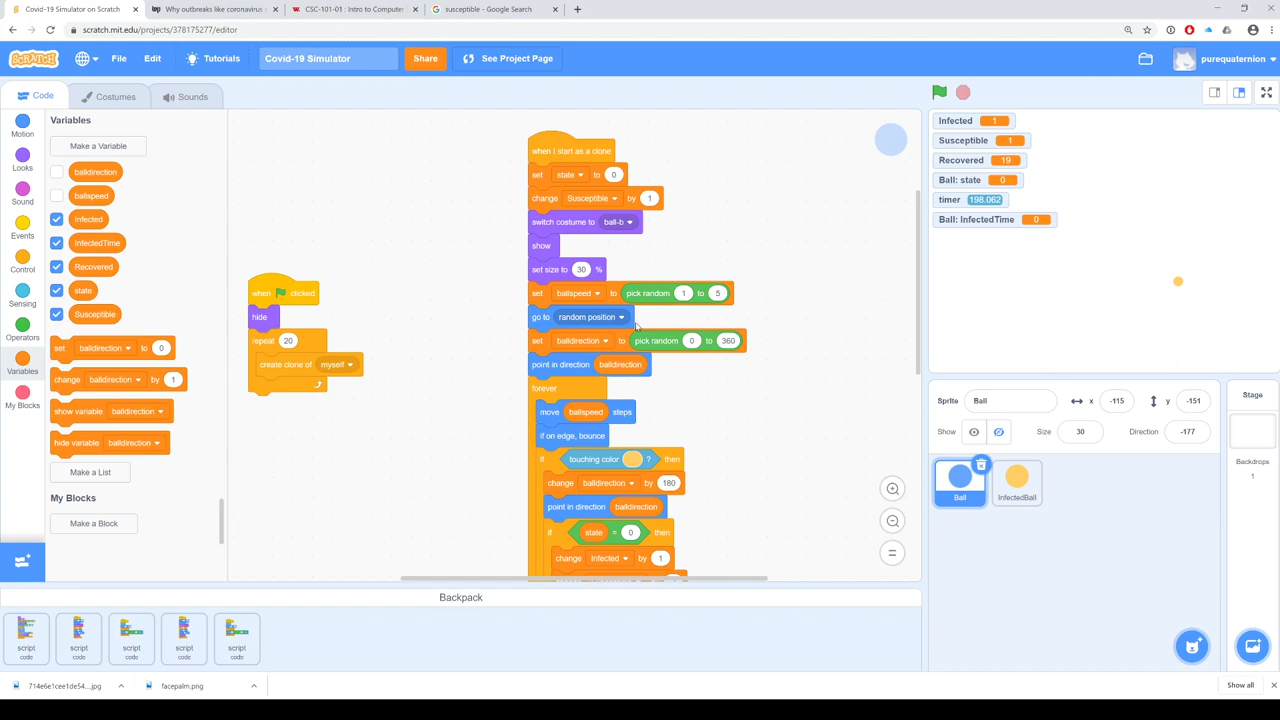 Covid-19 Simulator on Scratch
Why outbreaks like coronavirus
CSC-101-01 : Intro to Computer
susceptible - Google Search
scratch.mit.edu/projects/378175277/editor
SCRATCH
File
Edit
Tutorials
Covid-19 Simulator
Share
See Project Page
purequaternion
Code
Costumes
Sounds
Motion
Looks
Sound
Events
Control
Sensing
Operators
Variables
My Blocks
Variables
Make a Variable
balldirection
ballspeed
Infected
InfectedTime
Recovered
state
Susceptible
set balldirection to 0
change balldirection by 1
show variable balldirection
hide variable balldirection
Make a List
My Blocks
Make a Block
when clicked
hide
repeat 20
create clone of myself
when I start as a clone
set state to 0
change Susceptible by 1
switch costume to ball-b
show
set size to 30 %
set ballspeed to pick random 1 to 5
go to random position
set balldirection to pick random 0 to 360
point in direction balldirection
forever
move ballspeed steps
if on edge, bounce
if touching color ? then
change balldirection by 180
point in direction balldirection
if state = 0 then
change Infected by 1
Infected 1
Susceptible 1
Recovered 19
Ball: state 0
timer 198.062
Ball: InfectedTime 0
Sprite Ball x -115 y -151
Show Size 30 Direction -177
Ball
InfectedBall
Stage
Backdrops
1
Backpack
script
code
script
code
script
code
script
code
script
code
714e6e1cee1de54....jpg
facepalm.png
Show all